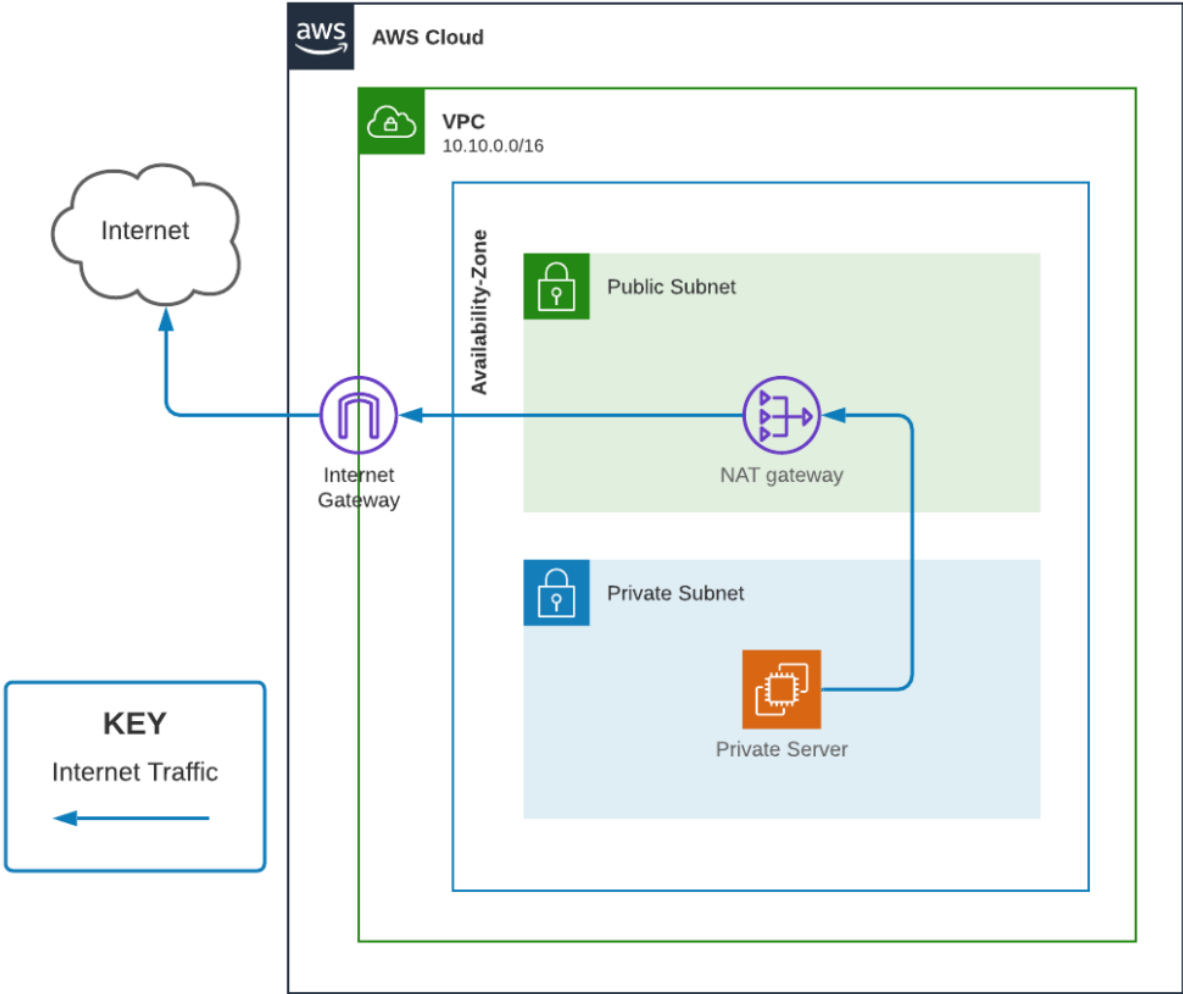 aws
AWS Cloud
VPC
10.10.0.0/16
Internet
Availability-Zone
Public Subnet
Internet
Gateway
NAT gateway
Private Subnet
Private Server
KEY
Internet Traffic